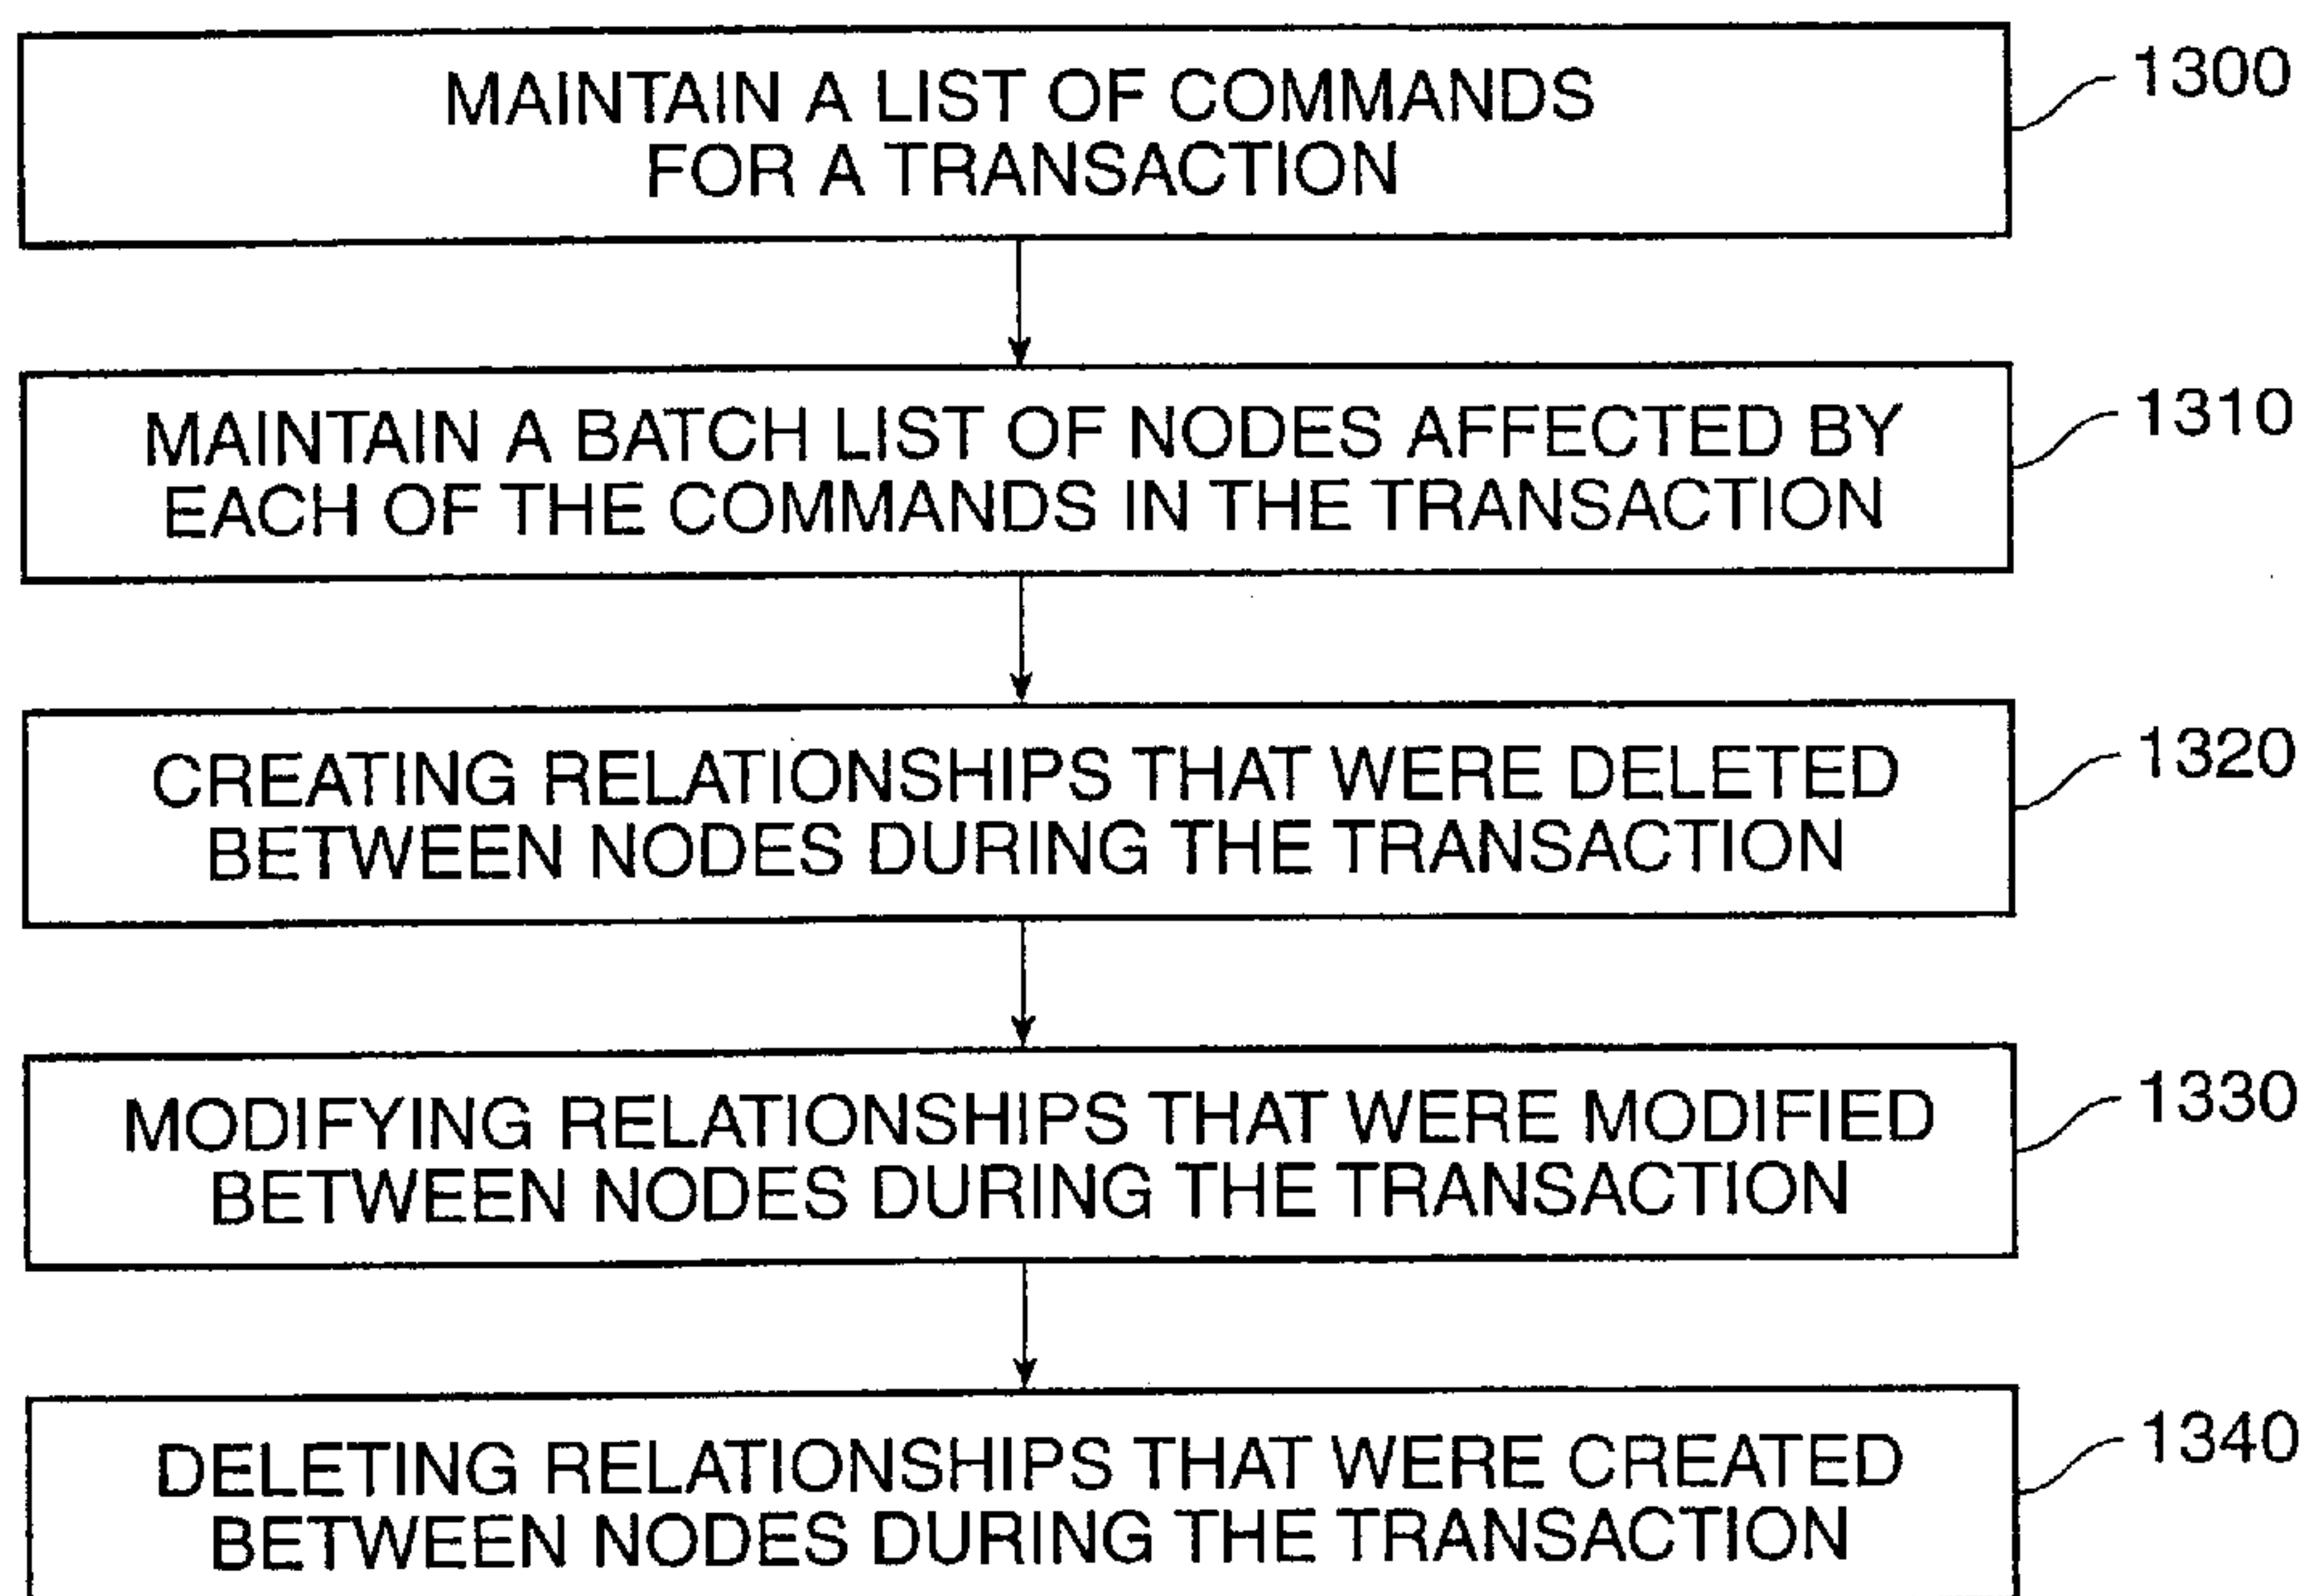 MAINTAIN A LIST OF COMMANDS
FOR A TRANSACTION
1300
MAINTAIN A BATCH LIST OF NODES AFFECTED BY
EACH OF THE COMMANDS IN THE TRANSACTION
1310
CREATING RELATIONSHIPS THAT WERE DELETED
BETWEEN NODES DURING THE TRANSACTION
1320
MODIFYING RELATIONSHIPS THAT WERE MODIFIED
BETWEEN NODES DURING THE TRANSACTION
1330
DELETING RELATIONSHIPS THAT WERE CREATED
BETWEEN NODES DURING THE TRANSACTION
1340